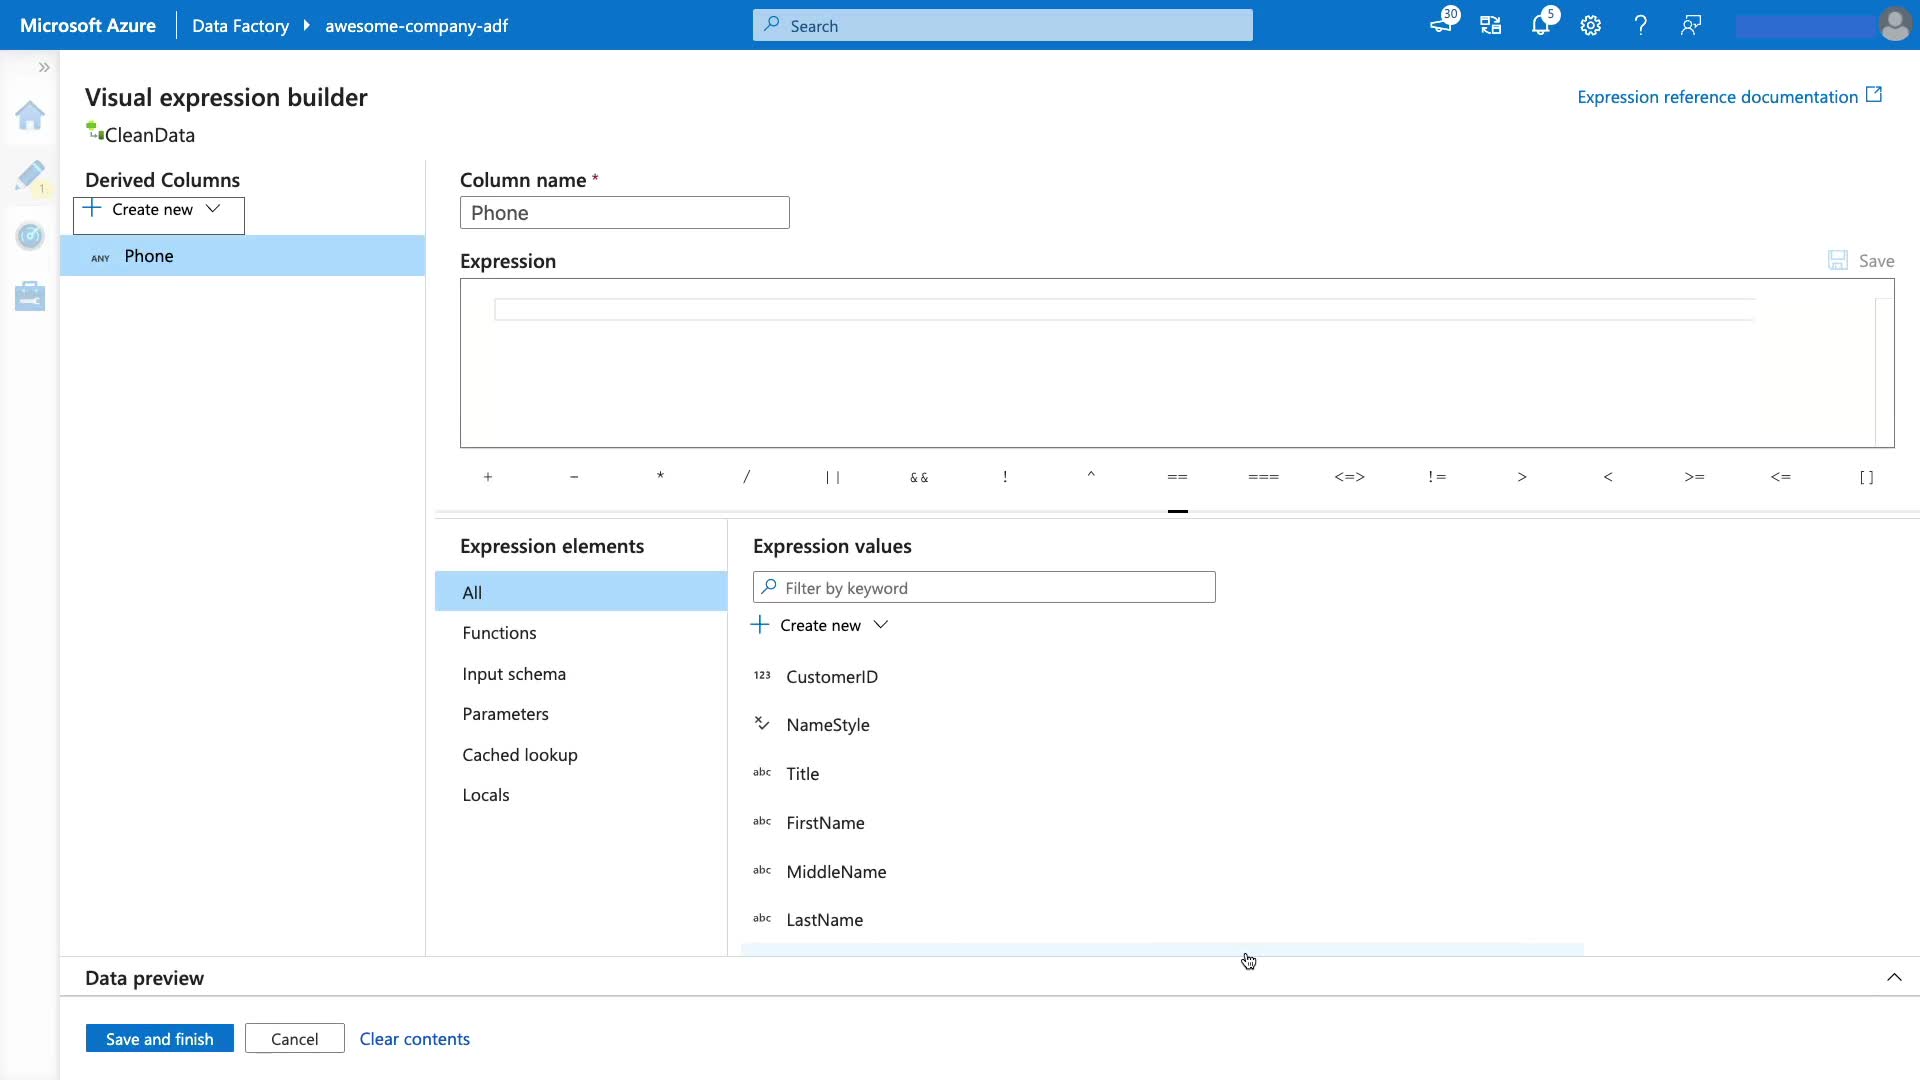 Microsoft Azure
Data Factory
awesome-company-adf
Search
30
5
Visual expression builder
Expression reference documentation
CleanData
1
Derived Columns
Create new
ANY Phone
Column name *
Phone
Expression
Save
+ - * / || && ! ^ == === <=> != > < >= <= []
Expression elements
All
Functions
Input schema
Parameters
Cached lookup
Locals
Expression values
Filter by keyword
Create new
123 CustomerID
NameStyle
abc Title
abc FirstName
abc MiddleName
abc LastName
Data preview
Save and finish
Cancel
Clear contents